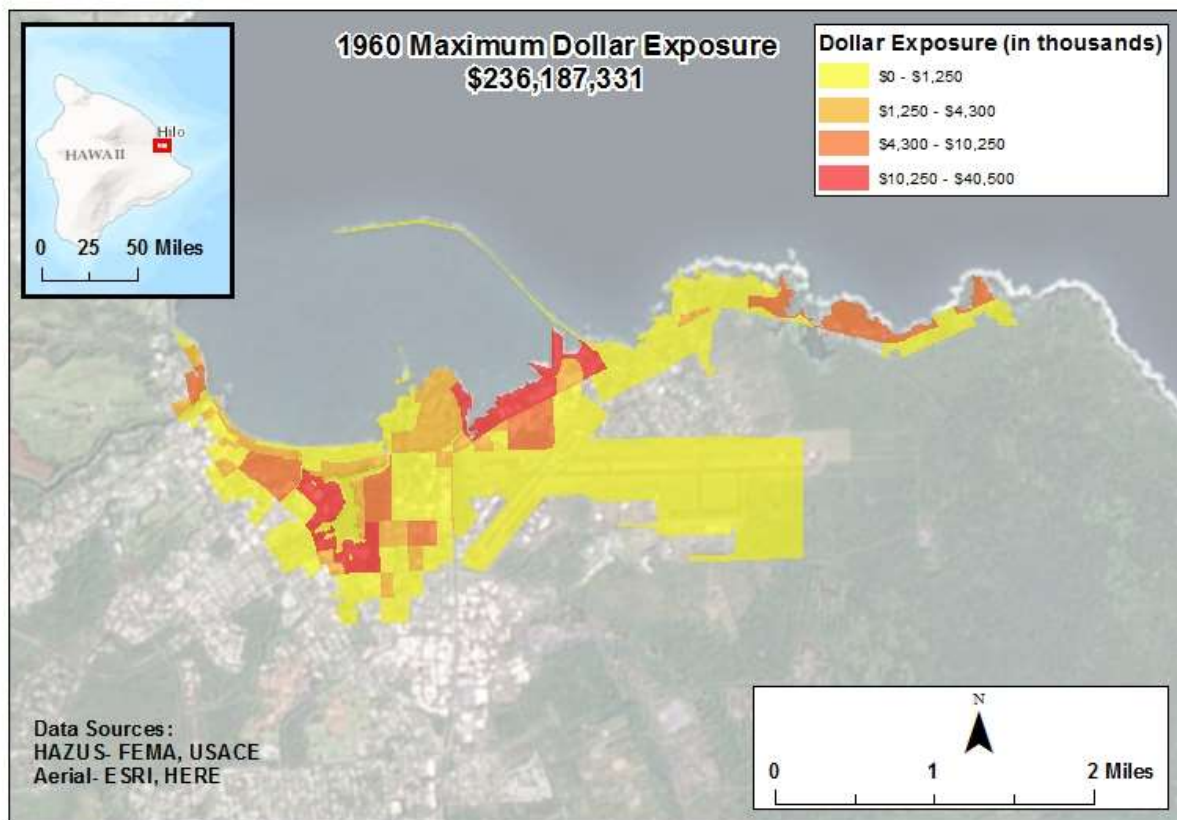 1960 Maximum Dollar Exposure
$236,187,331
Hilo
HAWAII
0 25 50 Miles
Dollar Exposure (in thousands)
$0 - $1,250
$1,250 - $4,300
$4,300 - $10,250
$10,250 - $40,500
Data Sources:
HAZUS- FEMA, USACE
Aerial- ESRI, HERE
N
0 1 2 Miles